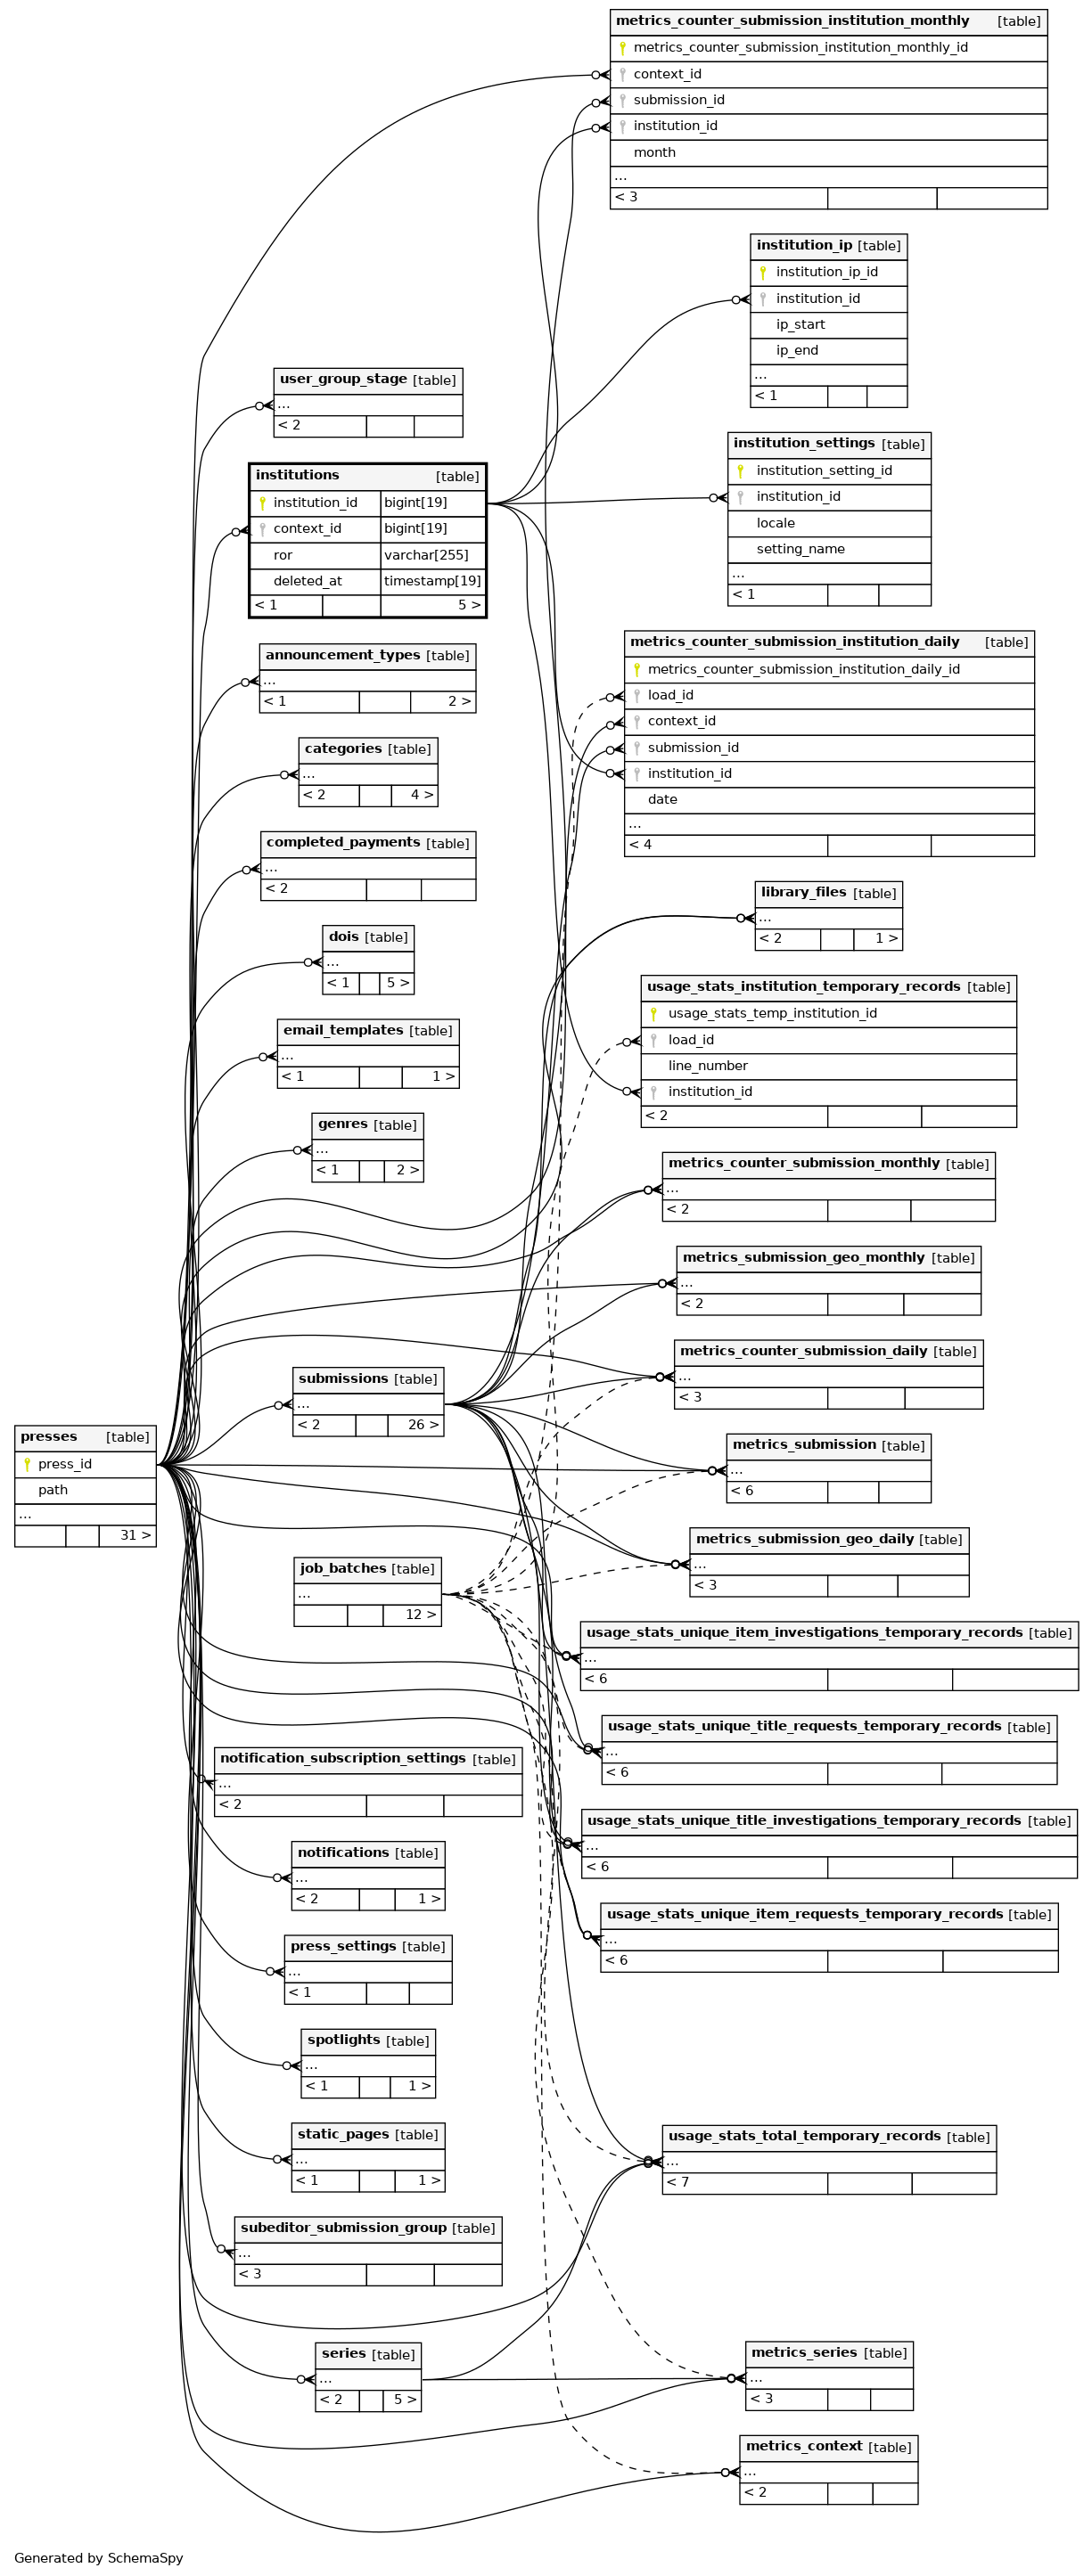 metrics_counter_submission_institution_monthly [table]
metrics_counter_submission_institution_monthly_id
context_id
submission_id
institution_id
month
...
< 3
institution_ip [table]
institution_ip_id
institution_id
ip_start
ip_end
...
< 1
user_group_stage [table]
...
< 2
institution_settings [table]
institution_setting_id
institution_id
locale
setting_name
...
< 1
institutions [table]
institution_id bigint[19]
context_id bigint[19]
ror varchar[255]
deleted_at timestamp[19]
< 1 5 >
metrics_counter_submission_institution_daily [table]
metrics_counter_submission_institution_daily_id
load_id
context_id
submission_id
institution_id
date
...
< 4
announcement_types [table]
...
< 1 2 >
categories [table]
...
< 2 4 >
completed_payments [table]
...
< 2
library_files [table]
...
< 2 1 >
dois [table]
...
< 1 5 >
usage_stats_institution_temporary_records [table]
usage_stats_temp_institution_id
load_id
line_number
institution_id
< 2
email_templates [table]
...
< 1 1 >
genres [table]
...
< 1 2 >
metrics_counter_submission_monthly [table]
...
< 2
metrics_submission_geo_monthly [table]
...
< 2
metrics_counter_submission_daily [table]
...
< 3
submissions [table]
...
< 2 26 >
presses [table]
press_id
path
...
31 >
metrics_submission [table]
...
< 6
metrics_submission_geo_daily [table]
...
< 3
job_batches [table]
...
12 >
usage_stats_unique_item_investigations_temporary_records [table]
...
< 6
usage_stats_unique_title_requests_temporary_records [table]
...
< 6
notification_subscription_settings [table]
...
< 2
usage_stats_unique_title_investigations_temporary_records [table]
...
< 6
notifications [table]
...
< 2 1 >
usage_stats_unique_item_requests_temporary_records [table]
...
< 6
press_settings [table]
...
< 1
spotlights [table]
...
< 1 1 >
static_pages [table]
...
< 1 1 >
usage_stats_total_temporary_records [table]
...
< 7
subeditor_submission_group [table]
...
< 3
series [table]
...
< 2 5 >
metrics_series [table]
...
< 3
metrics_context [table]
...
< 2
Generated by SchemaSpy